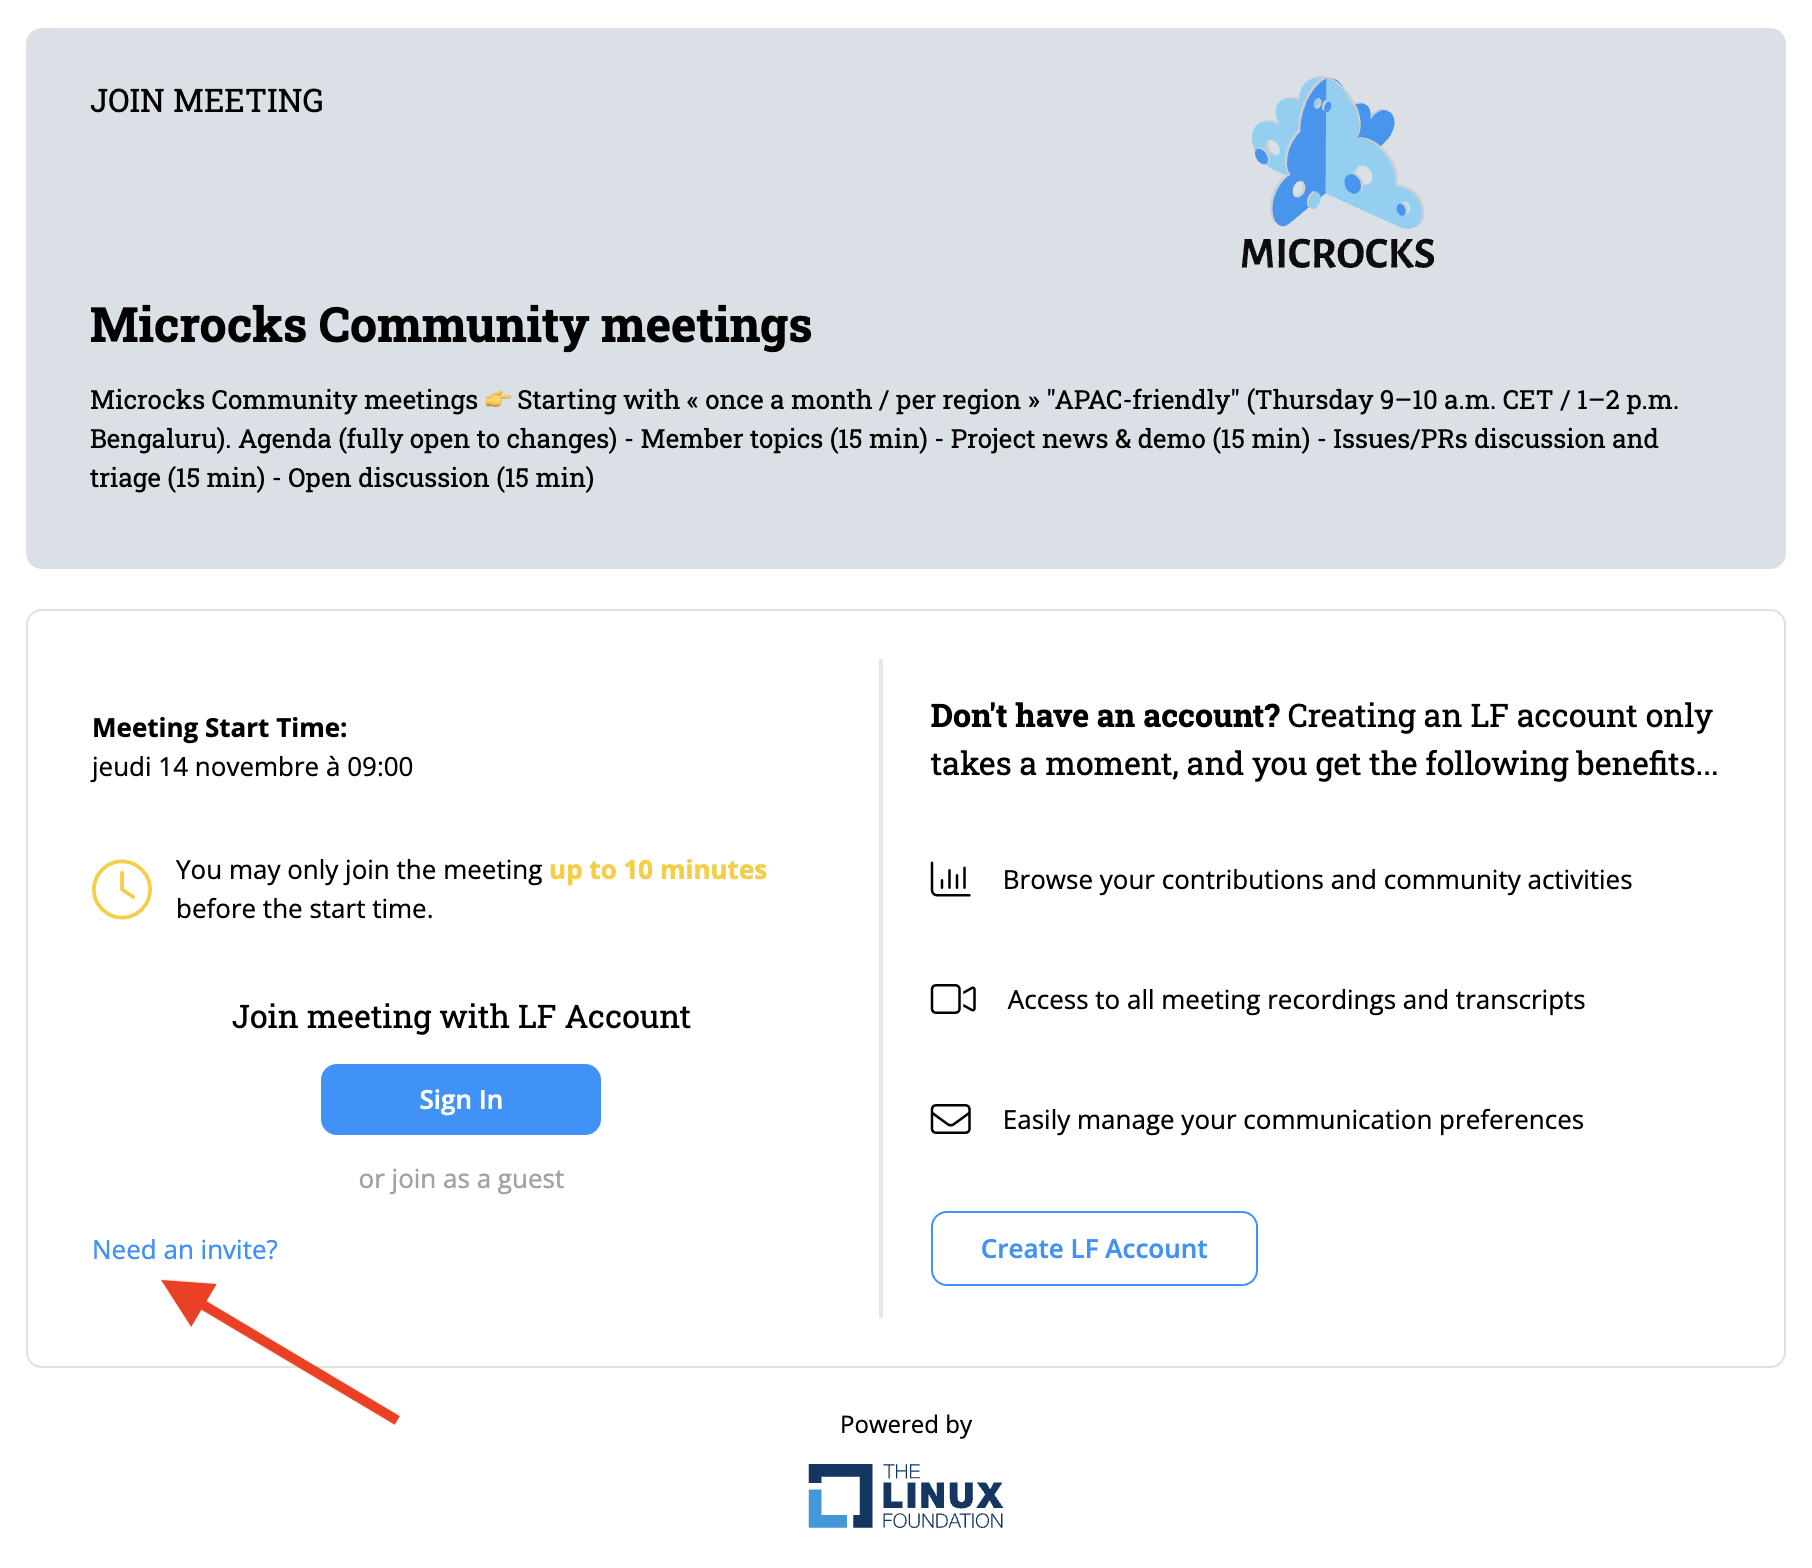 JOIN MEETING
MICROCKS
Microcks Community meetings
Microcks Community meetings 👉 Starting with « once a month / per region » "APAC-friendly" (Thursday 9–10 a.m. CET / 1–2 p.m.
Bengaluru). Agenda (fully open to changes) - Member topics (15 min) - Project news & demo (15 min) - Issues/PRs discussion and
triage (15 min) - Open discussion (15 min)
Meeting Start Time:
jeudi 14 novembre à 09:00
You may only join the meeting up to 10 minutes
before the start time.
Join meeting with LF Account
Sign In
or join as a guest
Need an invite?
Don't have an account? Creating an LF account only
takes a moment, and you get the following benefits...
Browse your contributions and community activities
Access to all meeting recordings and transcripts
Easily manage your communication preferences
Create LF Account
Powered by
THE
LINUX
FOUNDATION